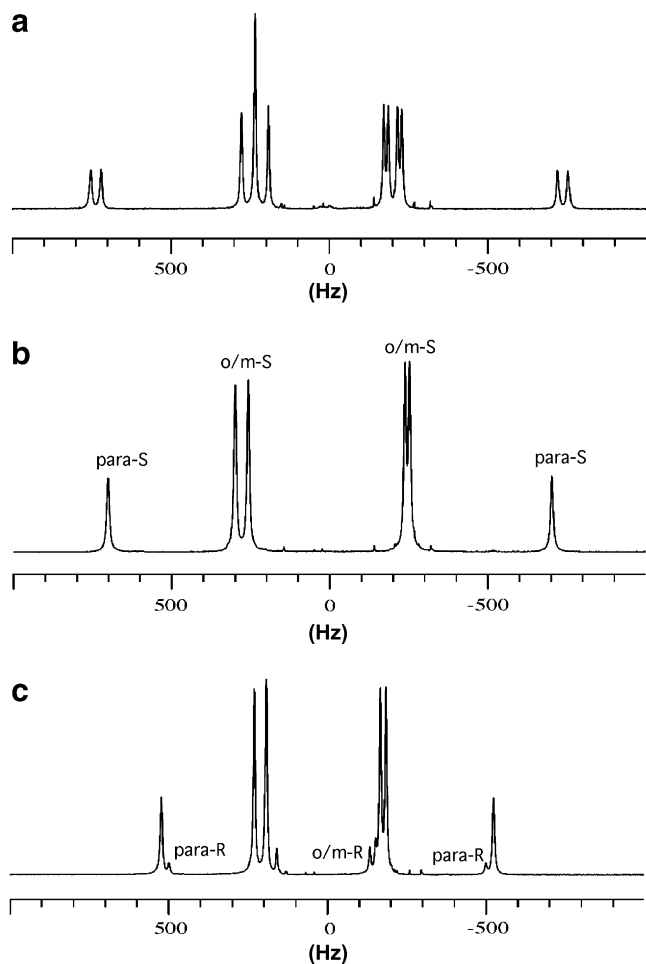 a
500 0 -500
(Hz)
b
o/m-S o/m-S
para-S para-S
500 0 -500
(Hz)
c
para-R o/m-R para-R
500 0 -500
(Hz)